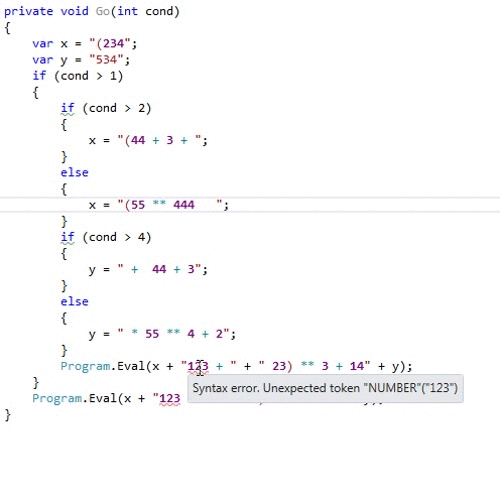 private void Go(int cond)
{
var x = "(234";
var y = "534";
if (cond > 1)
{
if (cond > 2)
{
x = "(44 + 3 + ";
}
else
{
x = "(55 ** 444   ";
}
if (cond > 4)
{
y = " +  44 + 3";
}
else
{
y = " * 55 ** 4 + 2";
}
Program.Eval(x + "123 + " + " 23) ** 3 + 14" + y);
Syntax error. Unexpected token "NUMBER"("123")
}
Program.Eval(x + "123
}